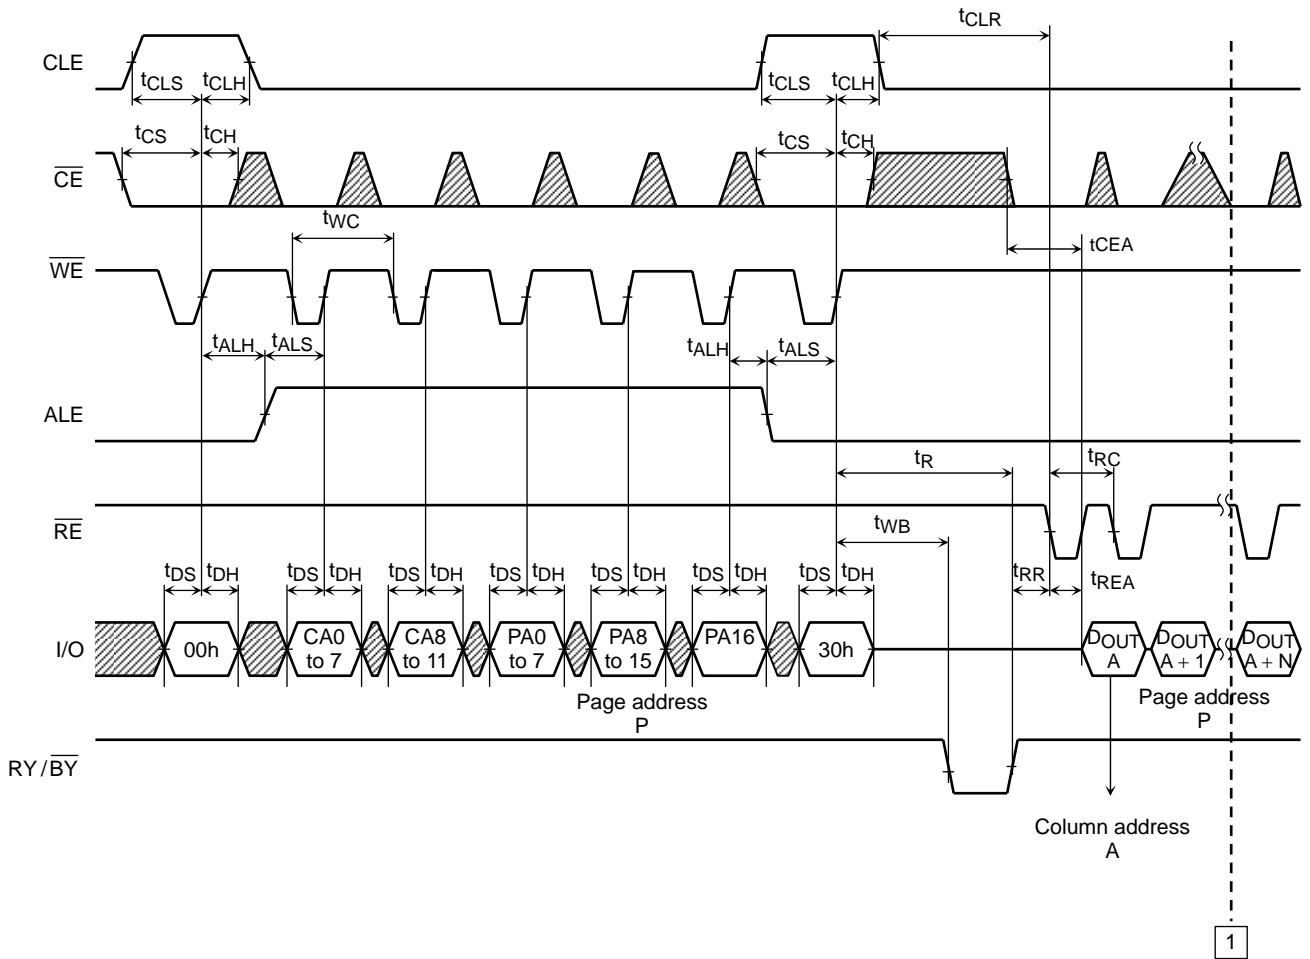 tCLR
CLE
tCLS tCLH tCLS tCLH
tCS tCH tCS tCH
CE
tWC
tCEA
WE
tALH tALS tALH tALS
ALE
tR tRC
RE
tWB
tDS tDH tDS tDH tDS tDH tDS tDH tDS tDH tDS tDH tDS tDH tRR tREA
I/O 00h CA0 to 7 CA8 to 11 PA0 to 7 PA8 to 15 PA16 30h DOUT A DOUT A + 1 DOUT A + N
Page address
P
Page address
P
RY/BY
Column address
A
1